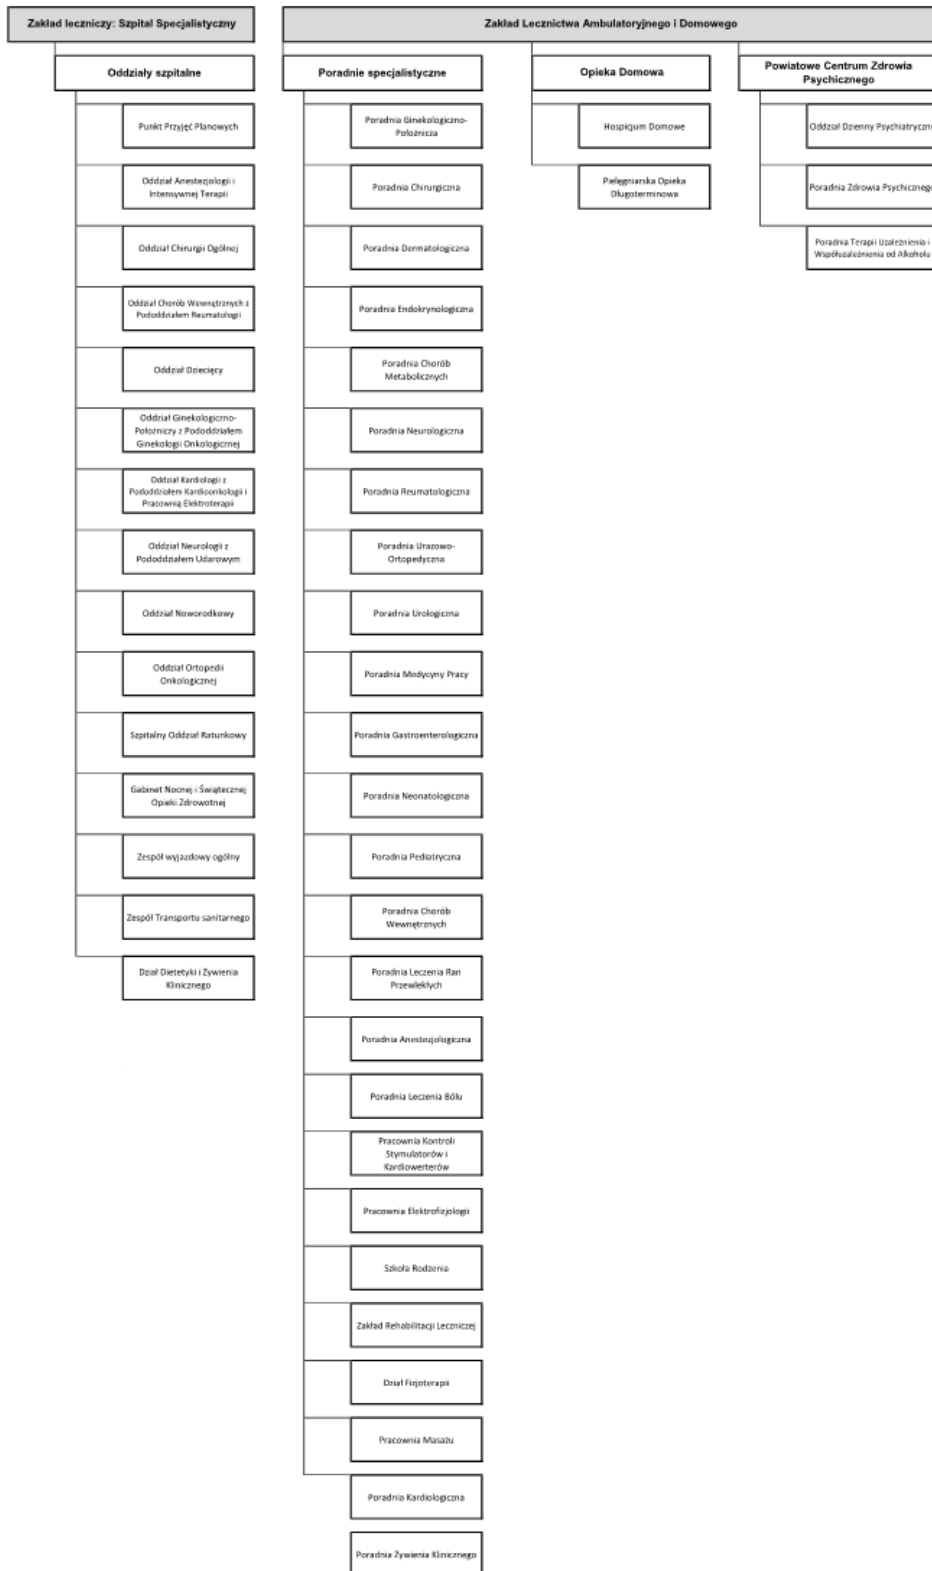 Zakład leczniczy: Szpital Specjalistyczny
Oddziały szpitalne
Punkt Przyjęć Planowych
Oddział Anestezjologii i
Intensywnej Terapii
Oddział Chirurgii Ogólnej
Oddział Chorób Wewnętrznych z
Pododdziałem Reumatologii
Oddział Dziecięcy
Oddział Ginekologiczno-
Położniczy z Pododdziałem
Ginekologii Onkologicznej
Oddział Kardiologii z
Pododdziałem Kardioonkologii i
Pracownią Elektroterapii
Oddział Neurologii z
Pododdziałem Udarowym
Oddział Noworodkowy
Oddział Ortopedii
Onkologicznej
Szpitalny Oddział Ratunkowy
Gabinet Nocnej i Świątecznej
Opieki Zdrowotnej
Zespół wyjazdowy ogólny
Zespół Transportu sanitarnego
Dział Dietetyki i Żywienia
Klinicznego
Zakład Lecznictwa Ambulatoryjnego i Domowego
Poradnie specjalistyczne
Poradnia Ginekologiczno-
Położnicza
Poradnia Chirurgiczna
Poradnia Dermatologiczna
Poradnia Endokrynologiczna
Poradnia Chorób
Metabolicznych
Poradnia Neurologiczna
Poradnia Reumatologiczna
Poradnia Urazowo-
Ortopedyczna
Poradnia Urologiczna
Poradnia Medycyny Pracy
Poradnia Gastroenterologiczna
Poradnia Neonatologiczna
Poradnia Pediatryczna
Poradnia Chorób
Wewnętrznych
Poradnia Leczenia Ran
Przewlekłych
Poradnia Anestezjologiczna
Poradnia Leczenia Bólu
Pracownia Kontroli
Stymulatorów i
Kardiowerterów
Pracownia Elektrofizjologii
Szkoła Rodzenia
Zakład Rehabilitacji Leczniczej
Dział Fizjoterapii
Pracownia Masażu
Poradnia Kardiologiczna
Poradnia Żywienia Klinicznego
Opieka Domowa
Hospicjum Domowe
Pielęgniarska Opieka
Długoterminowa
Powiatowe Centrum Zdrowia
Psychicznego
Oddział Dzienny Psychiatryczny
Poradnia Zdrowia Psychicznego
Poradnia Terapii Uzależnienia i
Współuzależnienia od Alkoholu